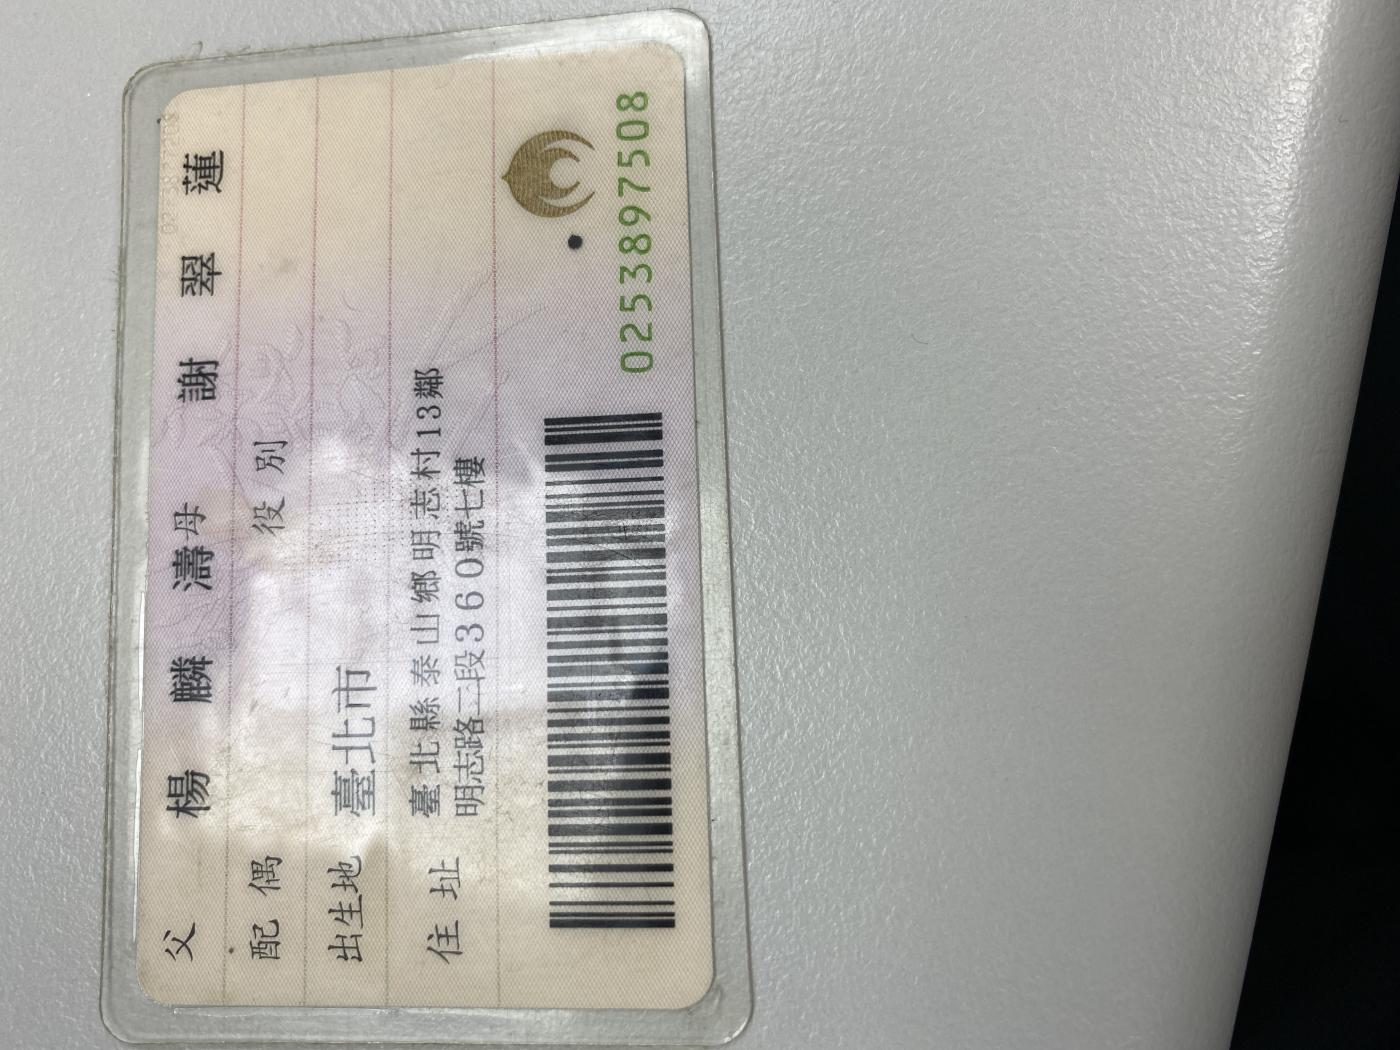 父 楊麟濤 母 謝翠蓮
配偶 役別
出生地 臺北市
住址 臺北縣泰山鄉明志村13鄰
明志路二段360號七樓
0253897508